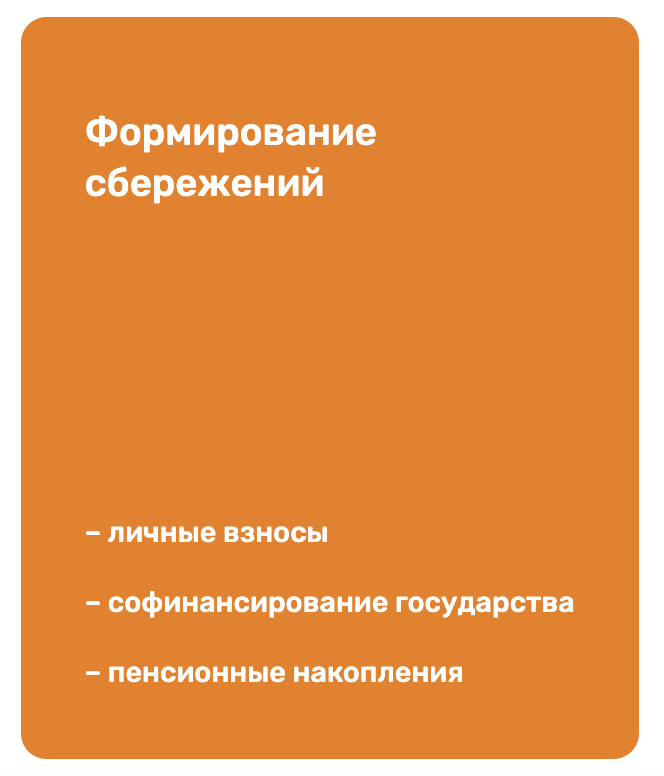 Формирование
сбережений
– личные взносы
– софинансирование государства
– пенсионные накопления